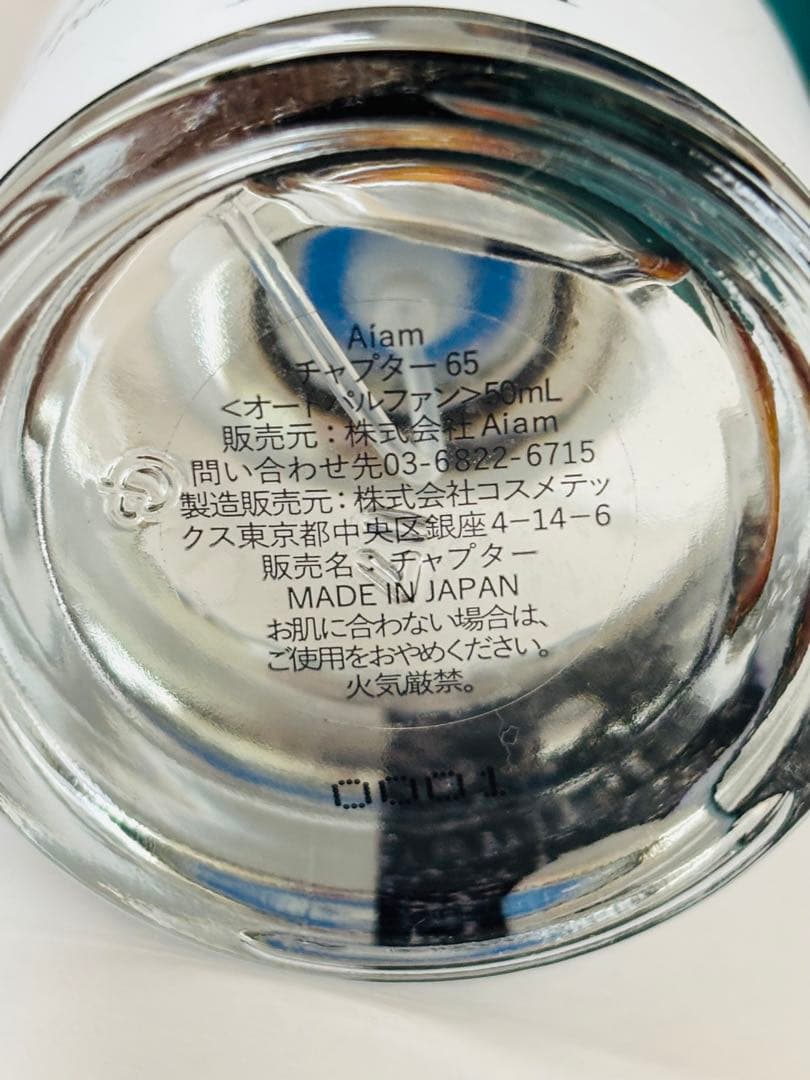 Aiam
チャプター 65
<オードパルファン>50mL
販売元：株式会社Aiam
問い合わせ先03-6822-6715
製造販売元：株式会社コスメテッ
クス東京都中央区銀座4-14-6
販売名：チャプター
MADE IN JAPAN
お肌に合わない場合は、
ご使用をおやめください。
火気厳禁。
0001